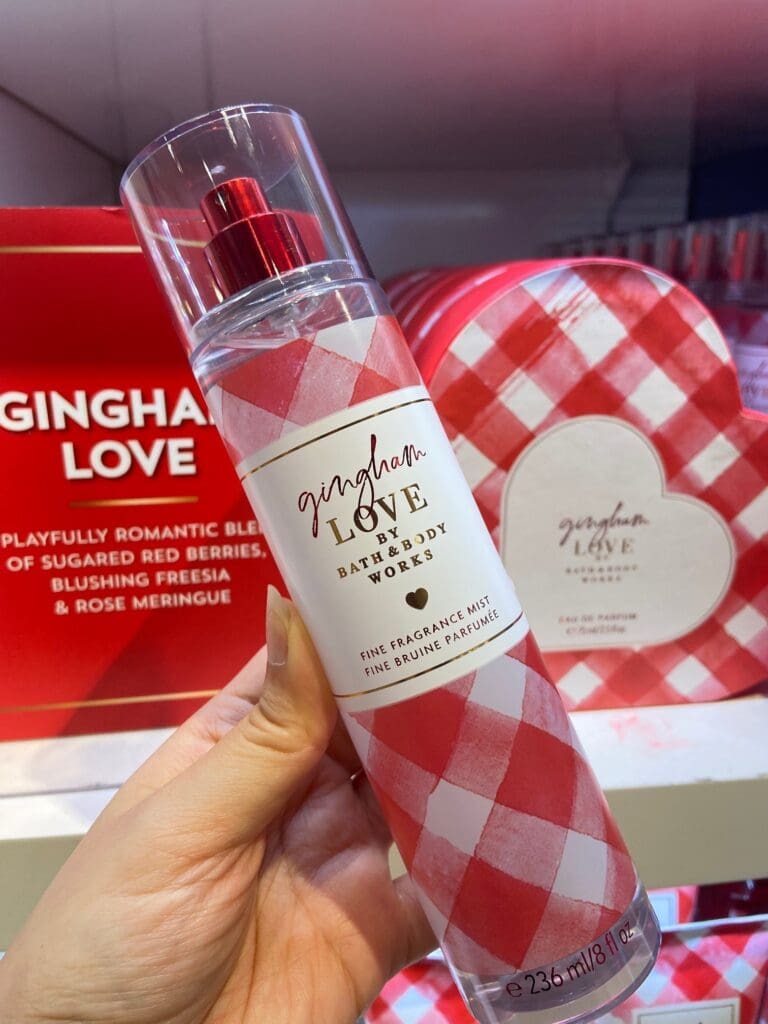 GINGHA
LOVE
PLAYFULLY ROMANTIC BLE
OF SUGARED RED BERRIES,
BLUSHING FREESIA
& ROSE MERINGUE
gingham
LOVE
BY
BATH & BODY
WORKS
FINE FRAGRANCE MIST
FINE BRUINE PARFUMÉE
e 236 ml/8 fl oz
gingham
LOVE
BY
BATH & BODY
WORKS
EAU DE PARFUM